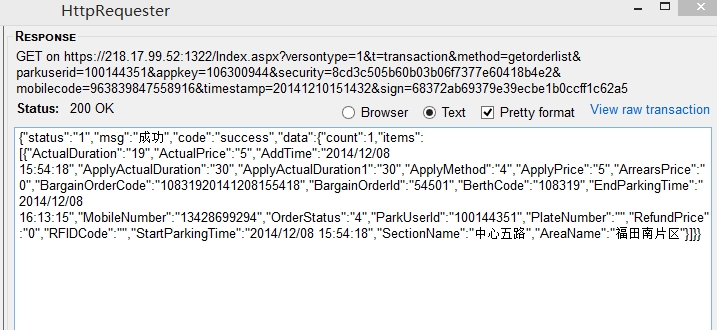 HttpRequester
RESPONSE
GET on https://218.17.99.52:1322/Index.aspx?versontype=1&t=transaction&method=getorderlist&
parkuserid=100144351&appkey=106300944&security=8cd3c505b60b03b06f7377e60418b4e2&
mobilecode=963839847558916&timestamp=20141210151432&sign=68372ab69379e39ecbe1b0ccff1c62a5
Status: 200 OK Browser Text Pretty format View raw transaction
{"status":"1","msg":"成功","code":"success","data":{"count":1,"items":
[{"ActualDuration":"19","ActualPrice":"5","AddTime":"2014/12/08
15:54:18","ApplyActualDuration":"30","ApplyActualDuration1":"30","ApplyMethod":"4","ApplyPrice":"5","ArrearsPrice":
"0","BargainOrderCode":"10831920141208155418","BargainOrderId":"54501","BerthCode":"108319","EndParkingTime":"
2014/12/08
16:13:15","MobileNumber":"13428699294","OrderStatus":"4","ParkUserId":"100144351","PlateNumber":"","RefundPrice"
:"0","RFIDCode":"","StartParkingTime":"2014/12/08 15:54:18","SectionName":"中心五路","AreaName":"福田南片区"}]}}